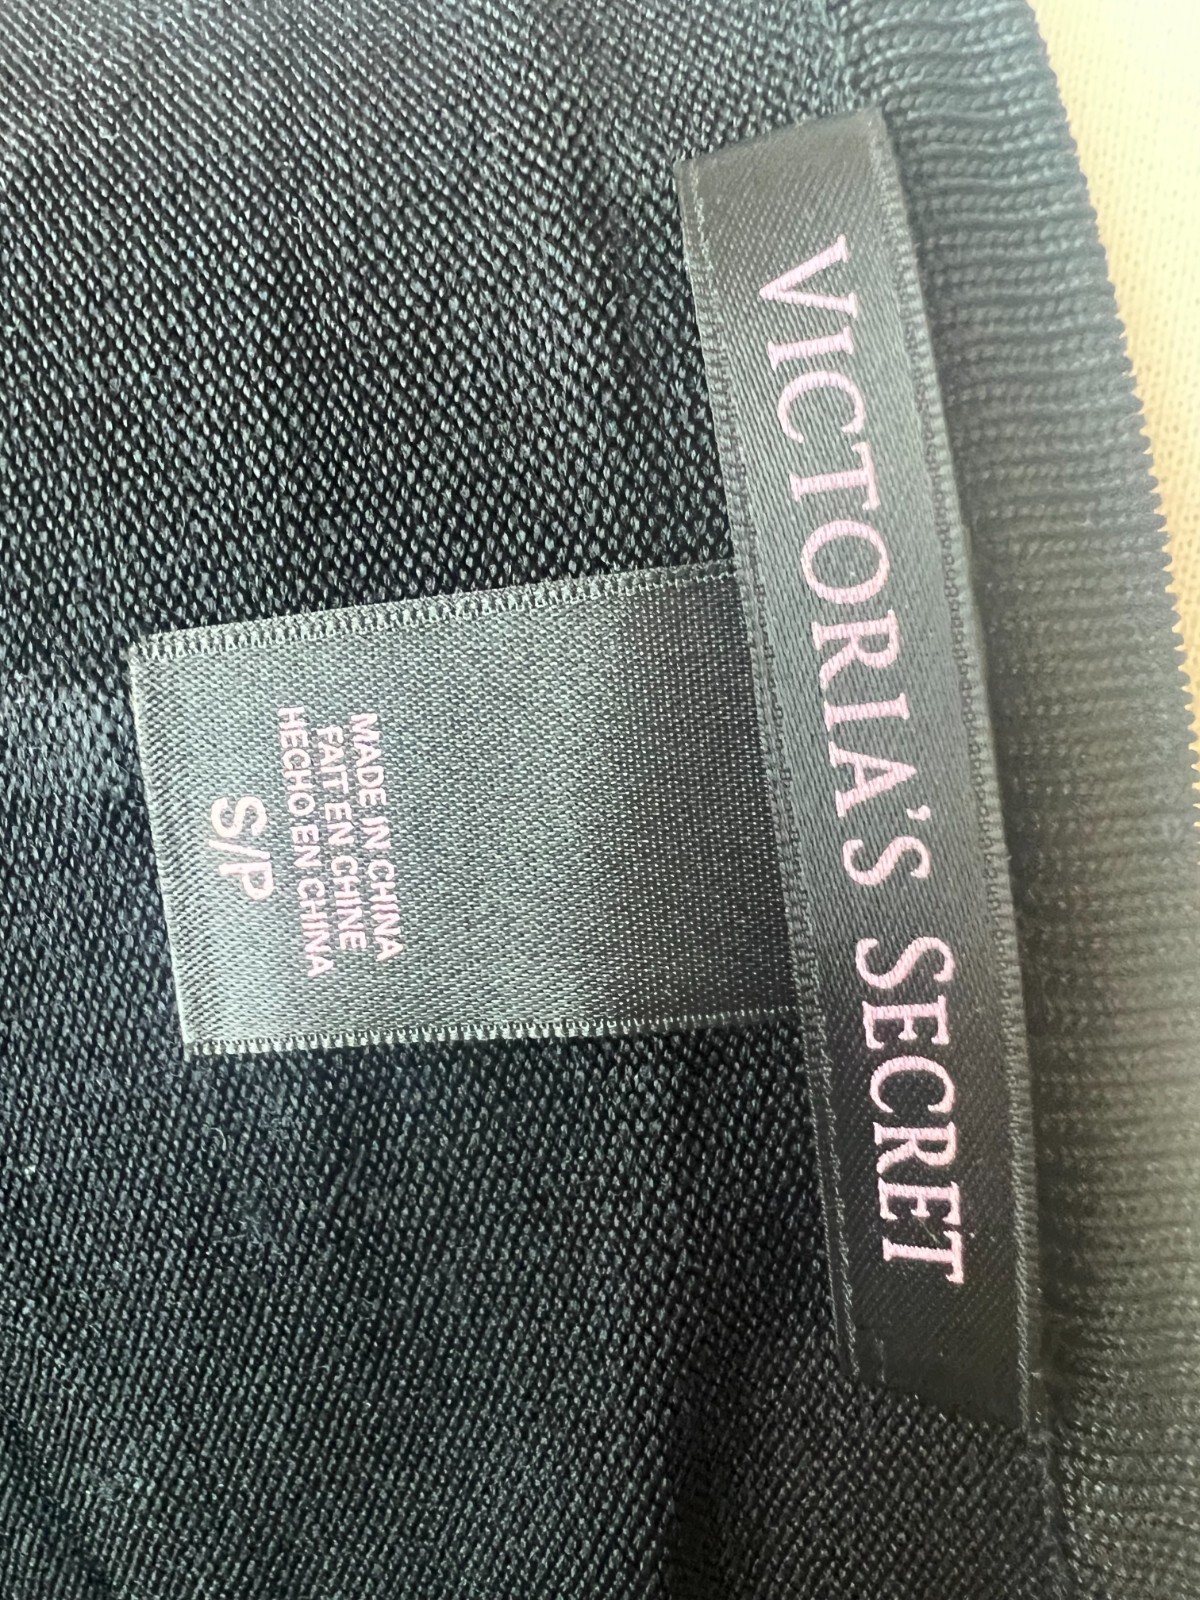 VICTORIA'S SECRET
MADE IN CHINA
FAIT EN CHINE
HECHO EN CHINA
S/P